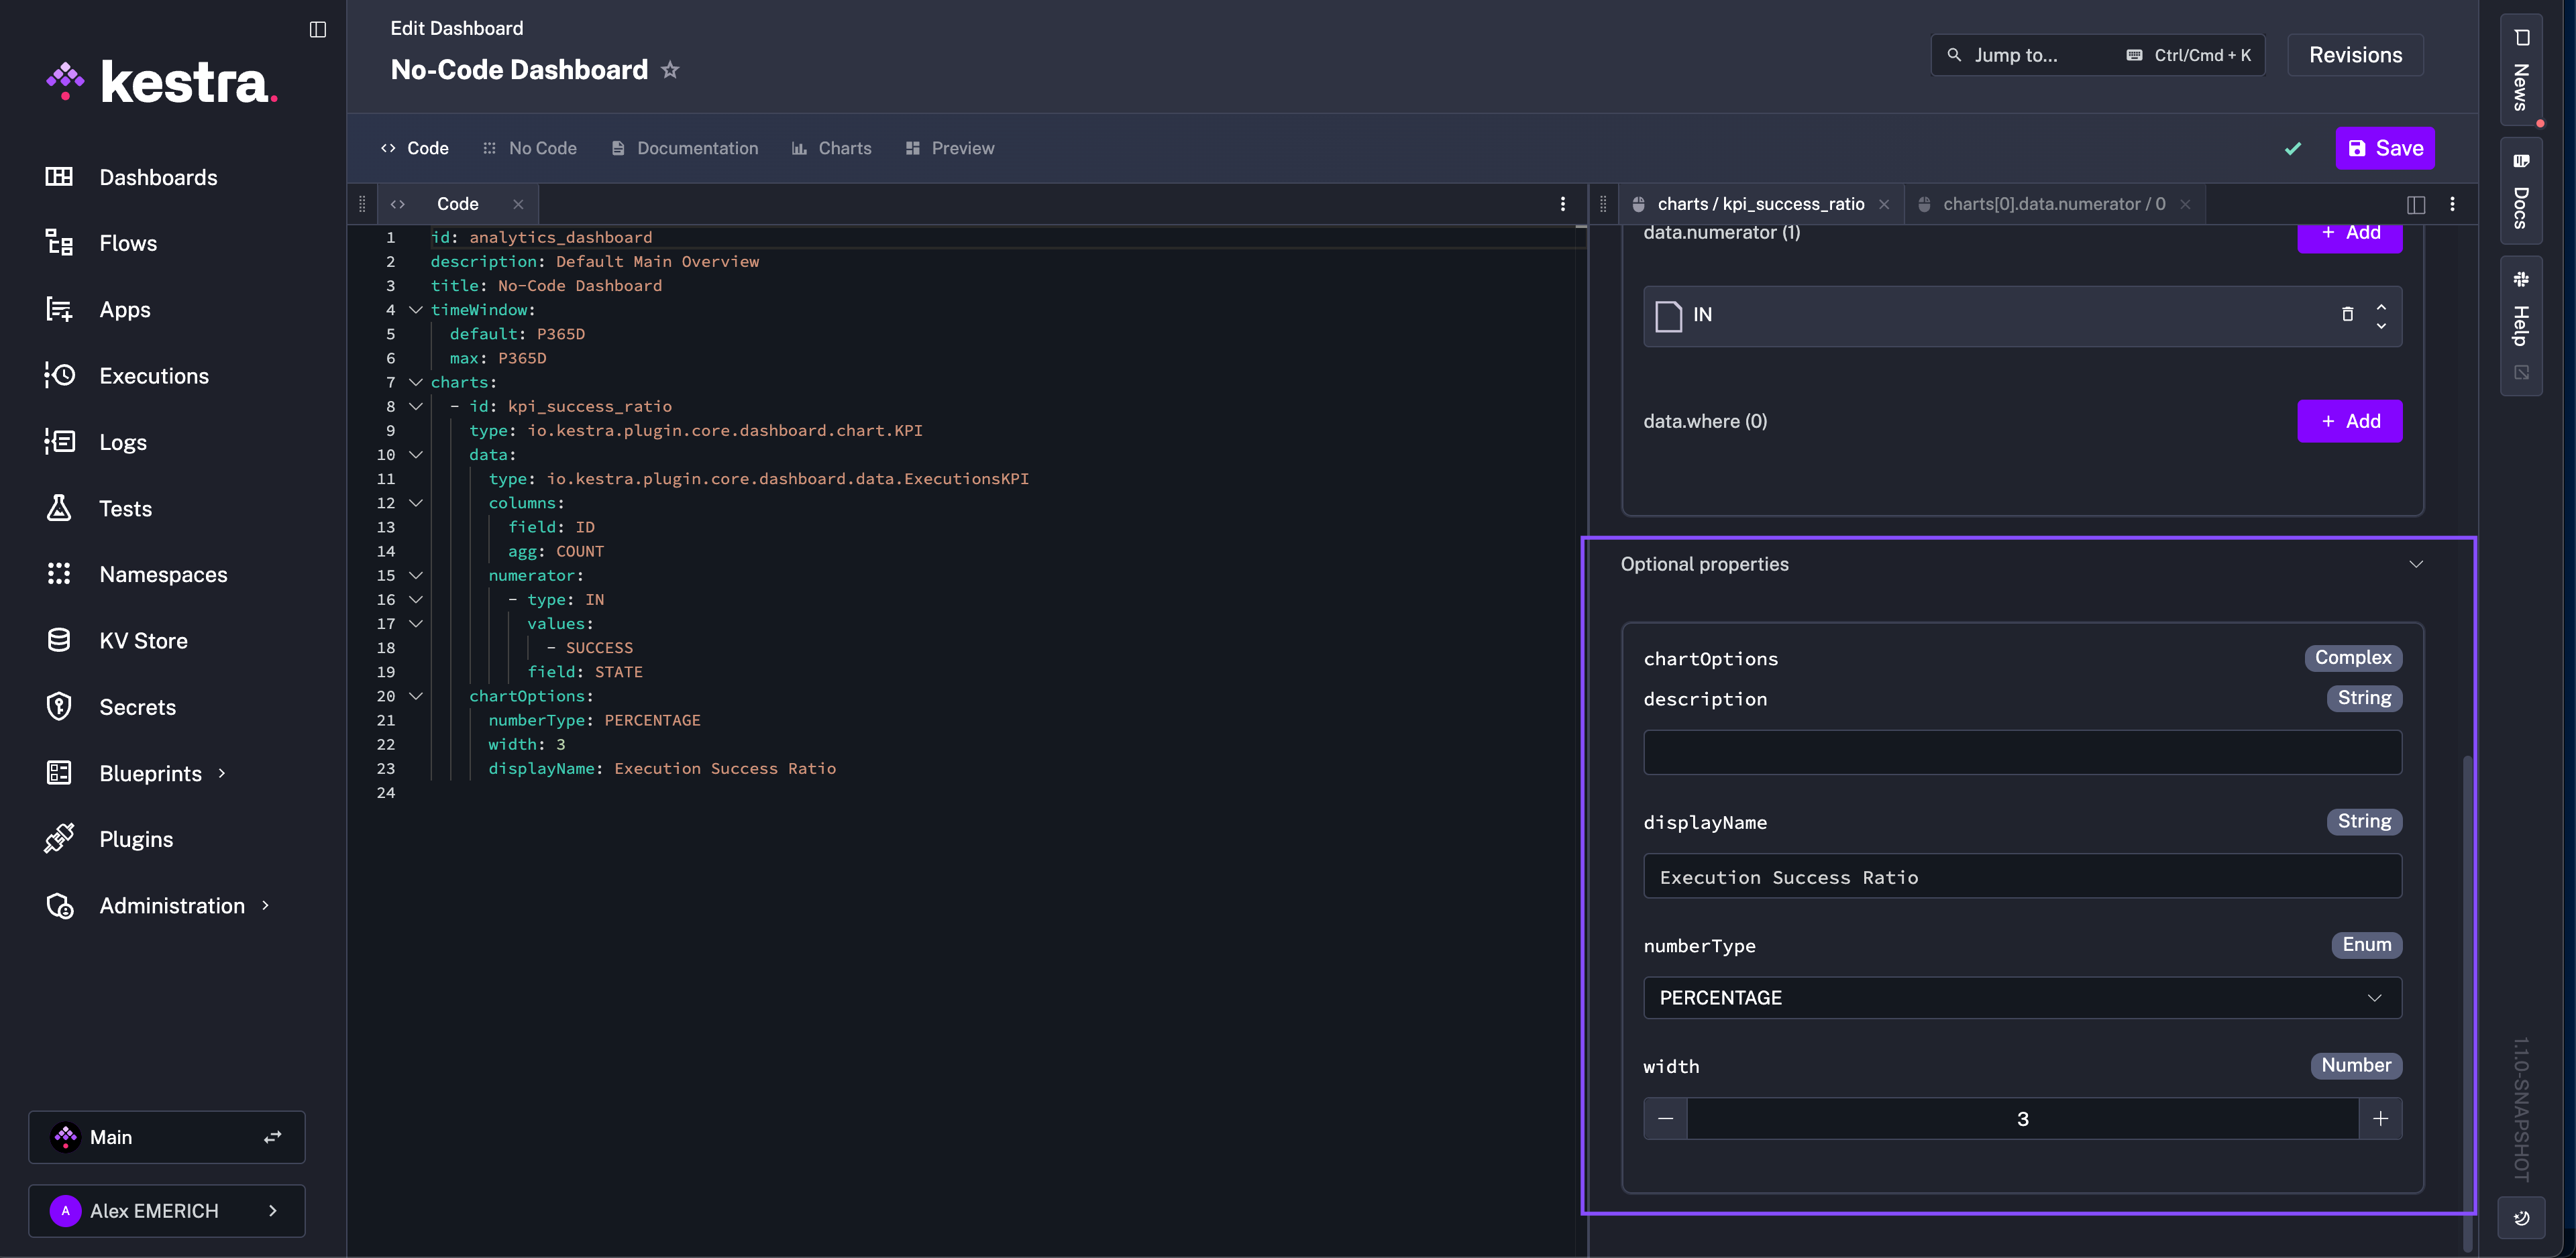 kestra.
Dashboards
Flows
Apps
Executions
Logs
Tests
Namespaces
KV Store
Secrets
Blueprints
Plugins
Administration
Main
A Alex EMERICH
Edit Dashboard
No-Code Dashboard
Jump to... Ctrl/Cmd + K
Revisions
Code No Code Documentation Charts Preview
Save
Code
1 id: analytics_dashboard
2 description: Default Main Overview
3 title: No-Code Dashboard
4 timeWindow:
5 default: P365D
6 max: P365D
7 charts:
8 - id: kpi_success_ratio
9 type: io.kestra.plugin.core.dashboard.chart.KPI
10 data:
11 type: io.kestra.plugin.core.dashboard.data.ExecutionsKPI
12 columns:
13 field: ID
14 agg: COUNT
15 numerator:
16 - type: IN
17 values:
18 - SUCCESS
19 field: STATE
20 chartOptions:
21 numberType: PERCENTAGE
22 width: 3
23 displayName: Execution Success Ratio
24
charts / kpi_success_ratio charts[0].data.numerator / 0
data.numerator (1) + Add
IN
data.where (0) + Add
Optional properties
chartOptions Complex
description String
displayName String
Execution Success Ratio
numberType Enum
PERCENTAGE
width Number
3
News
Docs
Help
1.1.0-SNAPSHOT